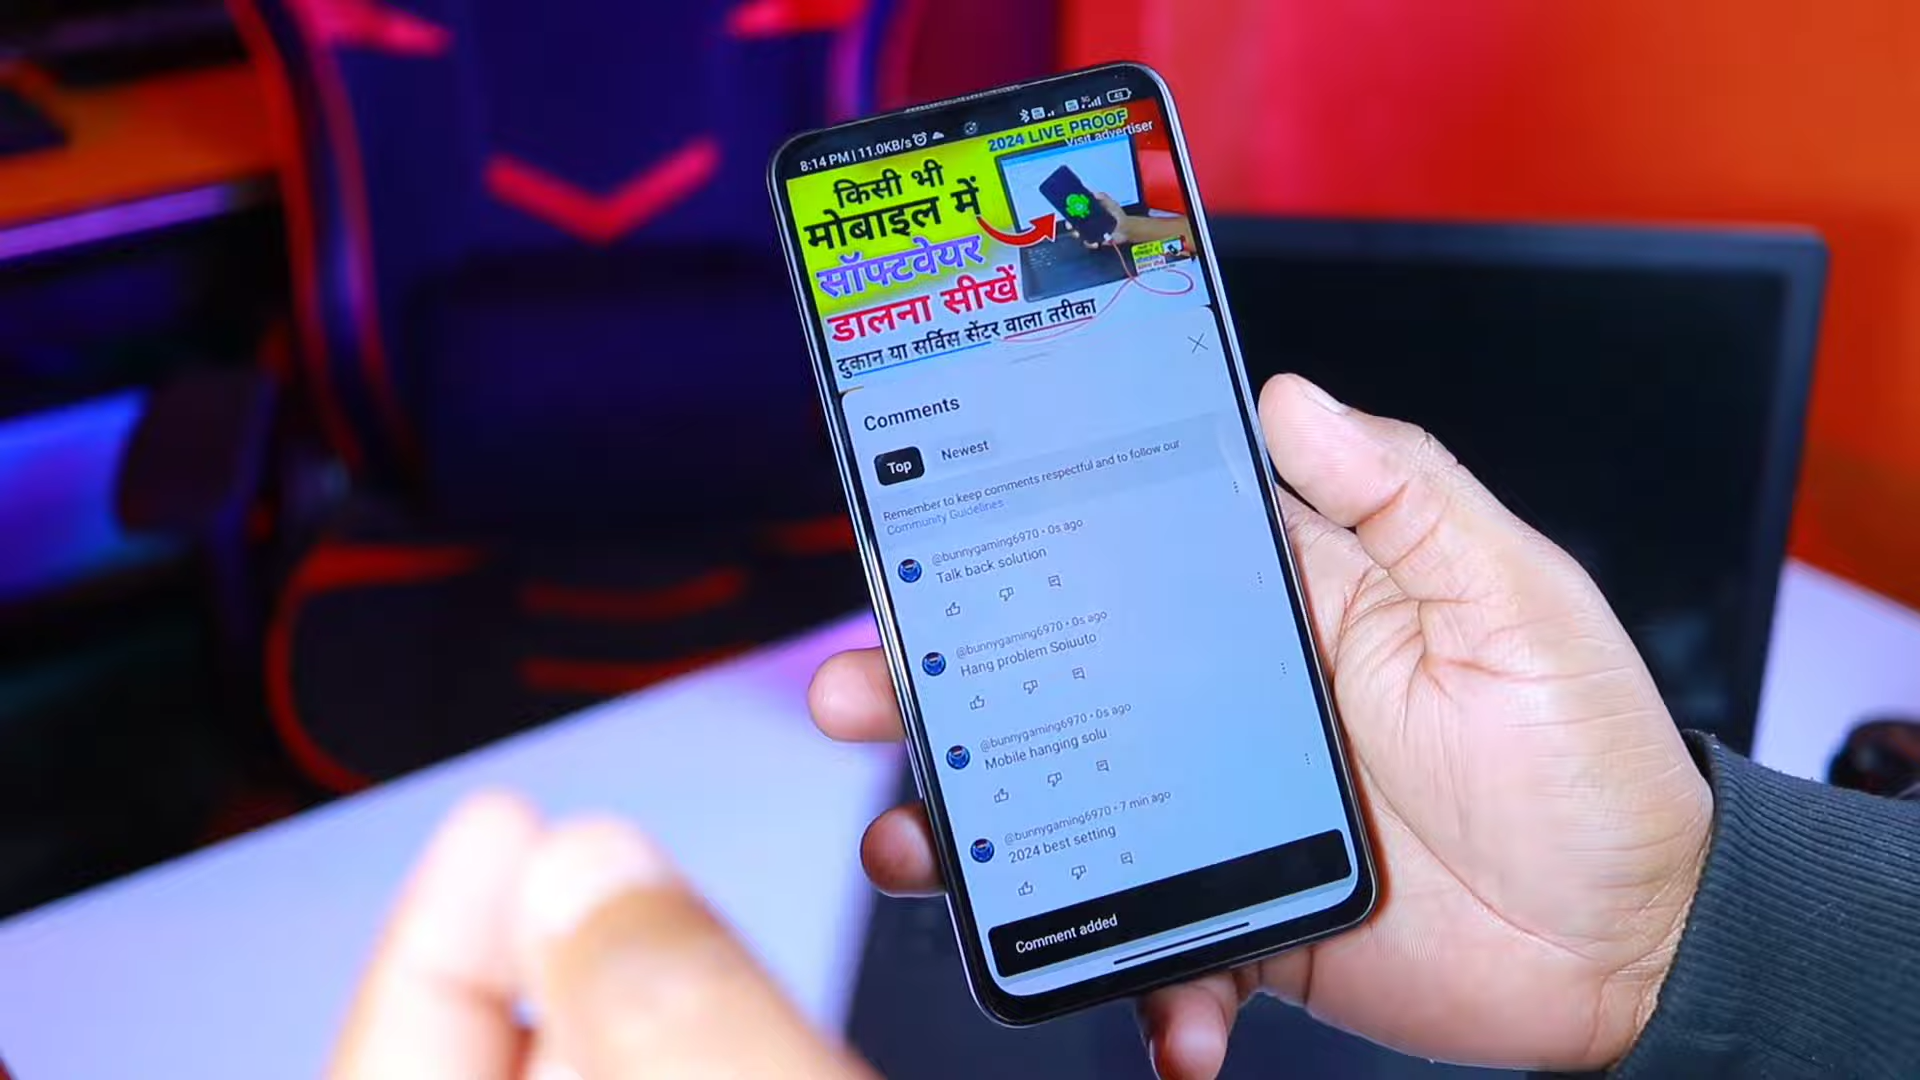 8:14 PM | 11.0KB/s
2024 LIVE PROOF
Visit advertiser
किसी भी
मोबाइल में
सॉफ्टवेयर
डालना सीखें
दुकान या सर्विस सेंटर वाला तरीका
Comments
Top Newest
Remember to keep comments respectful and to follow our
Community Guidelines
@bunnygaming6970 • 0s ago
Talk back solution
@bunnygaming6970 • 0s ago
Hang problem Soiuuto
@bunnygaming6970 • 0s ago
Mobile hanging solu
@bunnygaming6970 • 7 min ago
2024 best setting
Comment added